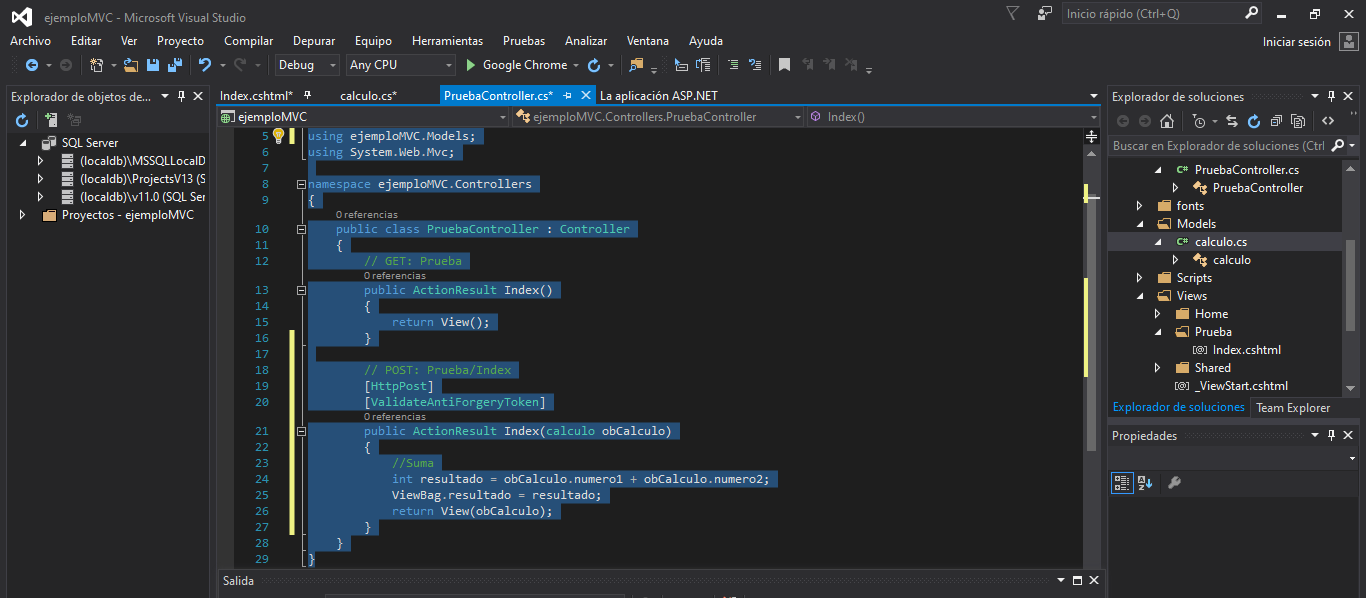 ejemploMVC - Microsoft Visual Studio
Inicio rápido (Ctrl+Q)
Archivo Editar Ver Proyecto Compilar Depurar Equipo Herramientas Pruebas Analizar Ventana Ayuda
Iniciar sesión
Debug Any CPU Google Chrome
Explorador de objetos de...
SQL Server
(localdb)\MSSQLLocalD
(localdb)\ProjectsV13 (S
(localdb)\v11.0 (SQL Ser
Proyectos - ejemploMVC
Index.cshtml* calculo.cs* PruebaController.cs* La aplicación ASP.NET
ejemploMVC ejemploMVC.Controllers.PruebaController Index()
5 using ejemploMVC.Models;
6 using System.Web.Mvc;
7
8 namespace ejemploMVC.Controllers
9 {
0 referencias
10 public class PruebaController : Controller
11 {
12 // GET: Prueba
0 referencias
13 public ActionResult Index()
14 {
15 return View();
16 }
17
18 // POST: Prueba/Index
19 [HttpPost]
20 [ValidateAntiForgeryToken]
0 referencias
21 public ActionResult Index(calculo obCalculo)
22 {
23 //Suma
24 int resultado = obCalculo.numero1 + obCalculo.numero2;
25 ViewBag.resultado = resultado;
26 return View(obCalculo);
27 }
28 }
29 }
Salida
Explorador de soluciones
Buscar en Explorador de soluciones (Ctrl
C# PruebaController.cs
PruebaController
fonts
Models
C# calculo.cs
calculo
Scripts
Views
Home
Prueba
[@] Index.cshtml
Shared
[@] _ViewStart.cshtml
Explorador de soluciones Team Explorer
Propiedades